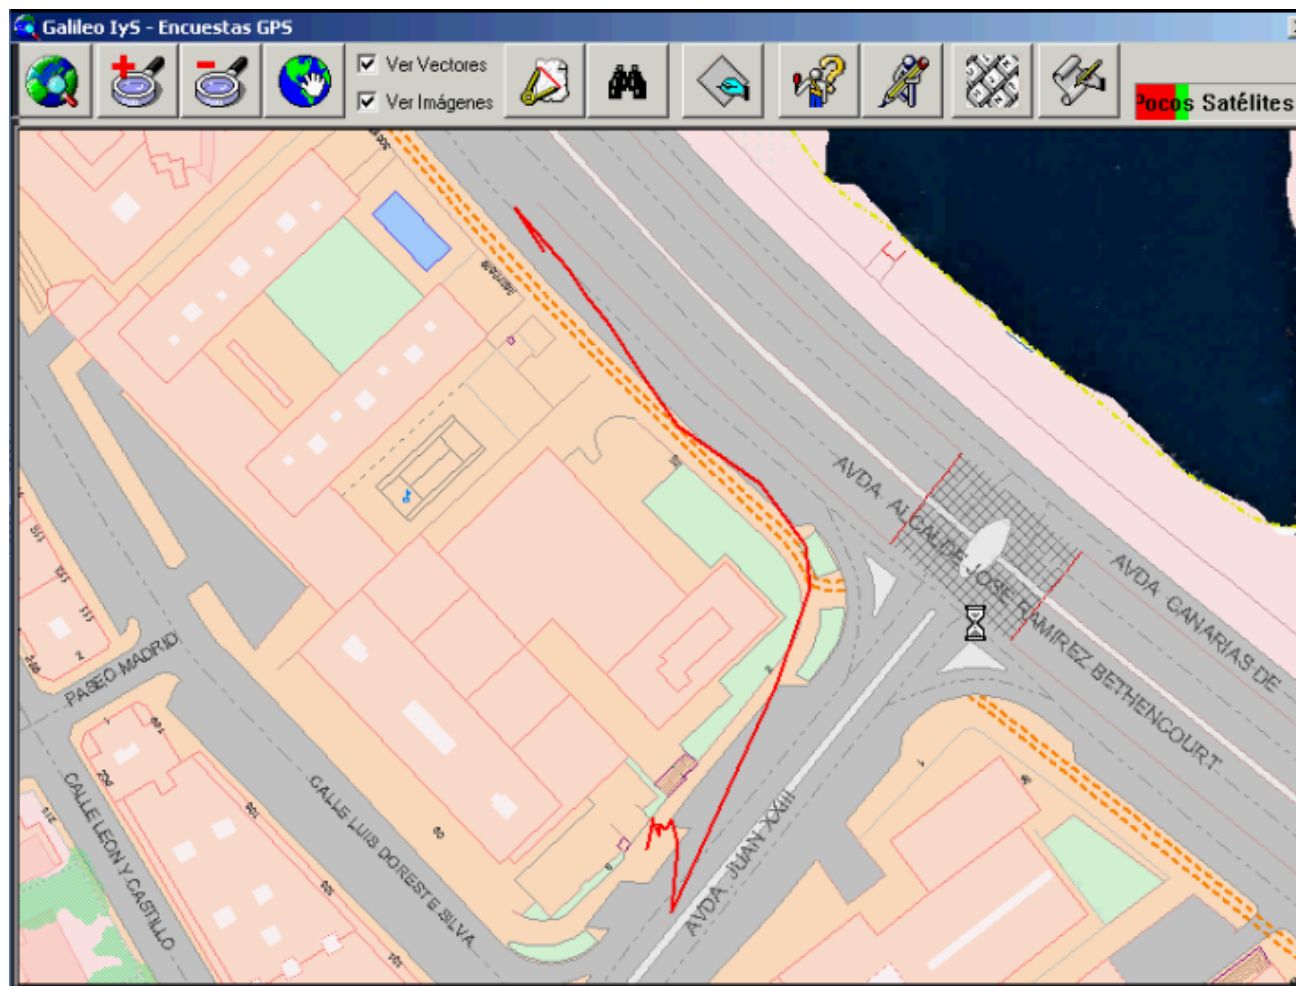 Galileo IyS - Encuestas GPS
Ver Vectores
Ver Imágenes
Pocos Satélites
AVDA ALCALDE JOSE RAMIREZ BETHENCOURT
AVDA CANARIAS DE
PASEO MADRID
CALLE LUIS DORESTE SILVA
CALLE LEON Y CASTILLO
AVDA JUAN XXIII